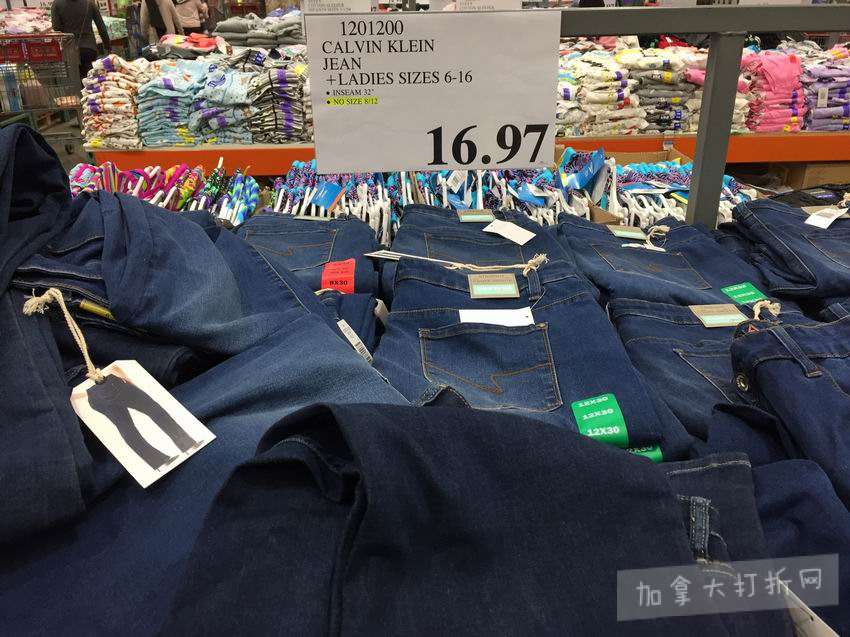 1201200
CALVIN KLEIN
JEAN
+LADIES SIZES 6-16
• INSEAM 32"
• NO SIZE 8/12
16.97
8X30
12X30
12X30
12X30
加拿大打折网